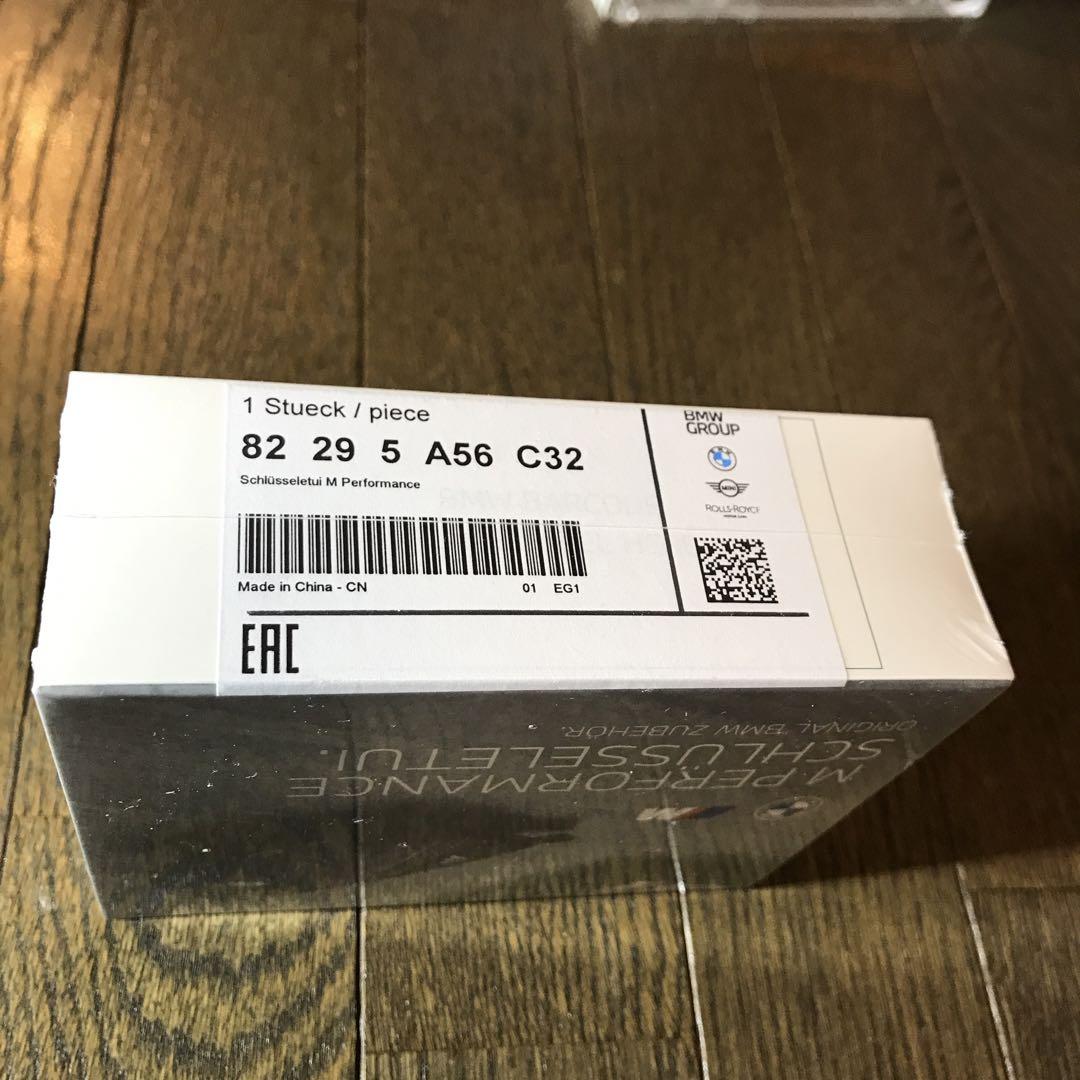 1 Stueck / piece
82 29 5 A56 C32
Schlüsseletui M Performance
Made in China - CN
01 EG1
EAC
BMW
GROUP
MINI
ROLLS-ROYCE
M PERFORMANCE
SCHLÜSSELETUI.
ORIGINAL BMW ZUBEHÖR.